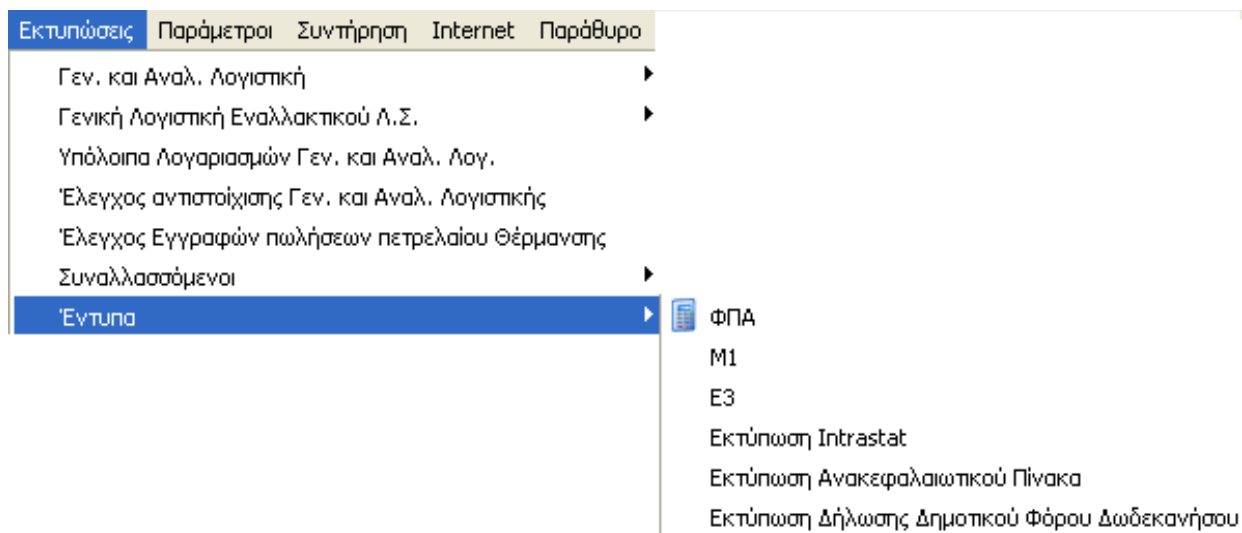 Εκτυπώσεις Παράμετροι Συντήρηση Internet Παράθυρο
Γεν. και Αναλ. Λογιστική
Γενική Λογιστική Εναλλακτικού Λ.Σ.
Υπόλοιπα Λογαριασμών Γεν. και Αναλ. Λογ.
Έλεγχος αντιστοίχισης Γεν. και Αναλ. Λογιστικής
Έλεγχος Εγγραφών πωλήσεων πετρελαίου Θέρμανσης
Συναλλασσόμενοι
Έντυπα
ΦΠΑ
Μ1
Ε3
Εκτύπωση Intrastat
Εκτύπωση Ανακεφαλαιωτικού Πίνακα
Εκτύπωση Δήλωσης Δημοτικού Φόρου Δωδεκανήσου